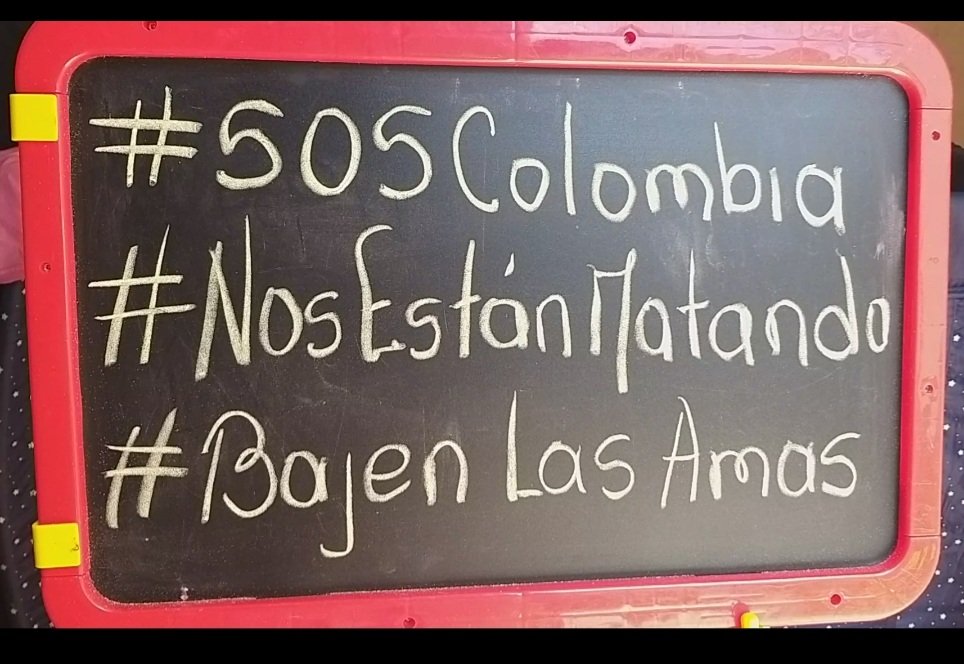 #SOSColombia
#NosEstánMatando
#Bajen Las Amas